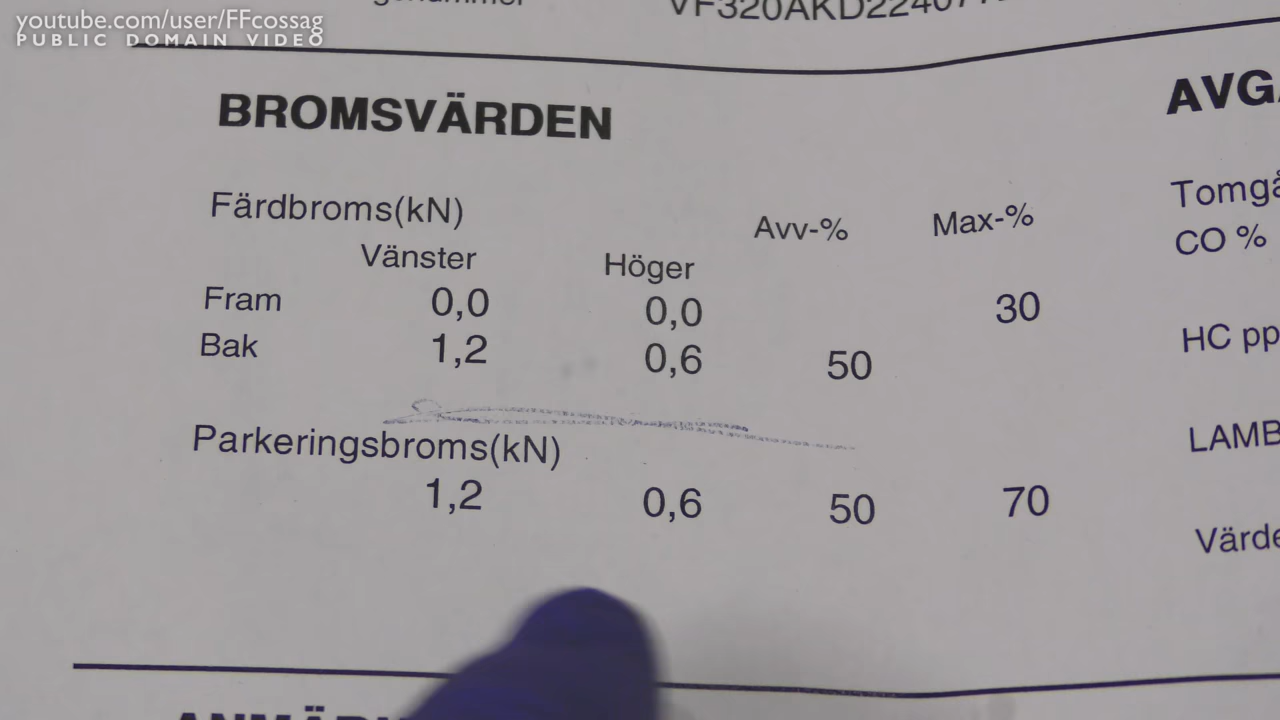 youtube.com/user/FFcossag
PUBLIC DOMAIN VIDEO
BROMSVÄRDEN
Färdbroms(kN)
Avv-% Max-%
Vänster Höger
Fram 0,0 0,0 30
Bak 1,2 0,6 50
Parkeringsbroms(kN)
1,2 0,6 50 70
AVGA
Tomgå
CO %
HC pp
LAMB
Värde